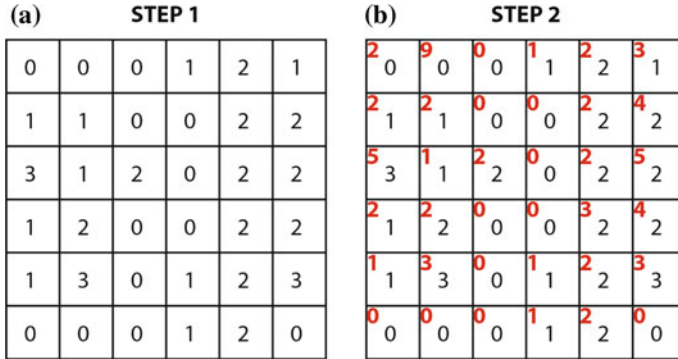 (a) STEP 1
0 0 0 1 2 1
1 1 0 0 2 2
3 1 2 0 2 2
1 2 0 0 2 2
1 3 0 1 2 3
0 0 0 1 2 0
(b) STEP 2
2 0 9 0 0 0 1 1 2 2 3 1
2 1 2 1 0 0 0 0 2 2 4 2
5 3 1 1 2 2 0 0 2 2 5 2
2 1 2 2 0 0 0 0 3 2 4 2
1 1 3 3 0 0 1 1 2 2 3 3
0 0 0 0 0 0 1 1 2 2 0 0